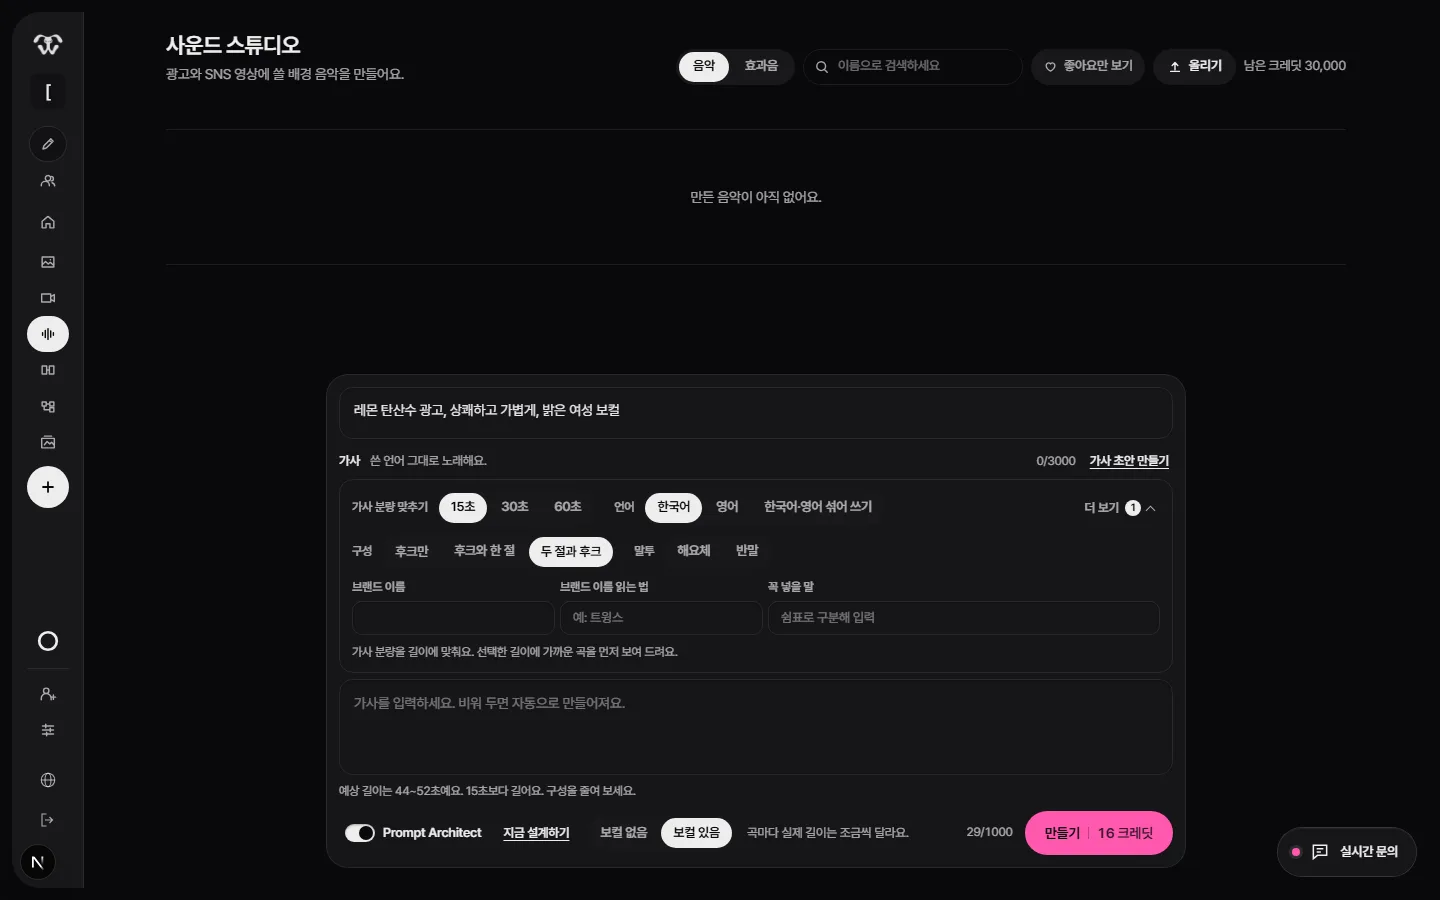 사운드 스튜디오
광고와 SNS 영상에 쓸 배경 음악을 만들어요.
음악 효과음 이름으로 검색하세요 좋아요만 보기 올리기 남은 크레딧 30,000
[
만든 음악이 아직 없어요.
레몬 탄산수 광고, 상쾌하고 가볍게, 밝은 여성 보컬
가사 쓴 언어 그대로 노래해요. 0/3000 가사 초안 만들기
가사 분량 맞추기 15초 30초 60초 언어 한국어 영어 한국어·영어 섞어 쓰기 더 보기 1
구성 후크만 후크와 한 절 두 절과 후크 말투 해요체 반말
브랜드 이름 브랜드 이름 읽는 법 꼭 넣을 말
예: 트윙스 쉼표로 구분해 입력
가사 분량을 길이에 맞춰요. 선택한 길이에 가까운 곡을 먼저 보여 드려요.
가사를 입력하세요. 비워 두면 자동으로 만들어져요.
예상 길이는 44~52초예요. 15초보다 길어요. 구성을 줄여 보세요.
Prompt Architect 지금 설계하기 보컬 없음 보컬 있음 곡마다 실제 길이는 조금씩 달라요. 29/1000 만들기 16 크레딧
실시간 문의
N